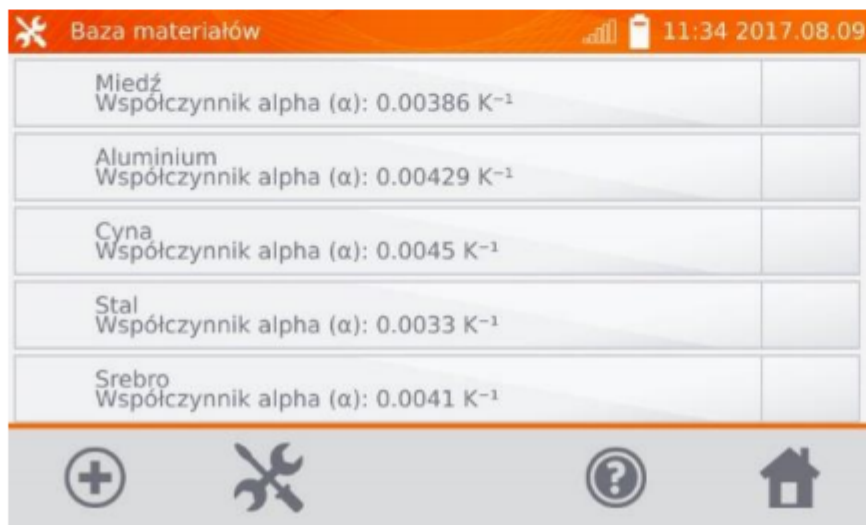 Baza materiałów
11:34 2017.08.09
Miedź
Współczynnik alpha (α): 0.00386 K⁻¹
Aluminium
Współczynnik alpha (α): 0.00429 K⁻¹
Cyna
Współczynnik alpha (α): 0.0045 K⁻¹
Stal
Współczynnik alpha (α): 0.0033 K⁻¹
Srebro
Współczynnik alpha (α): 0.0041 K⁻¹